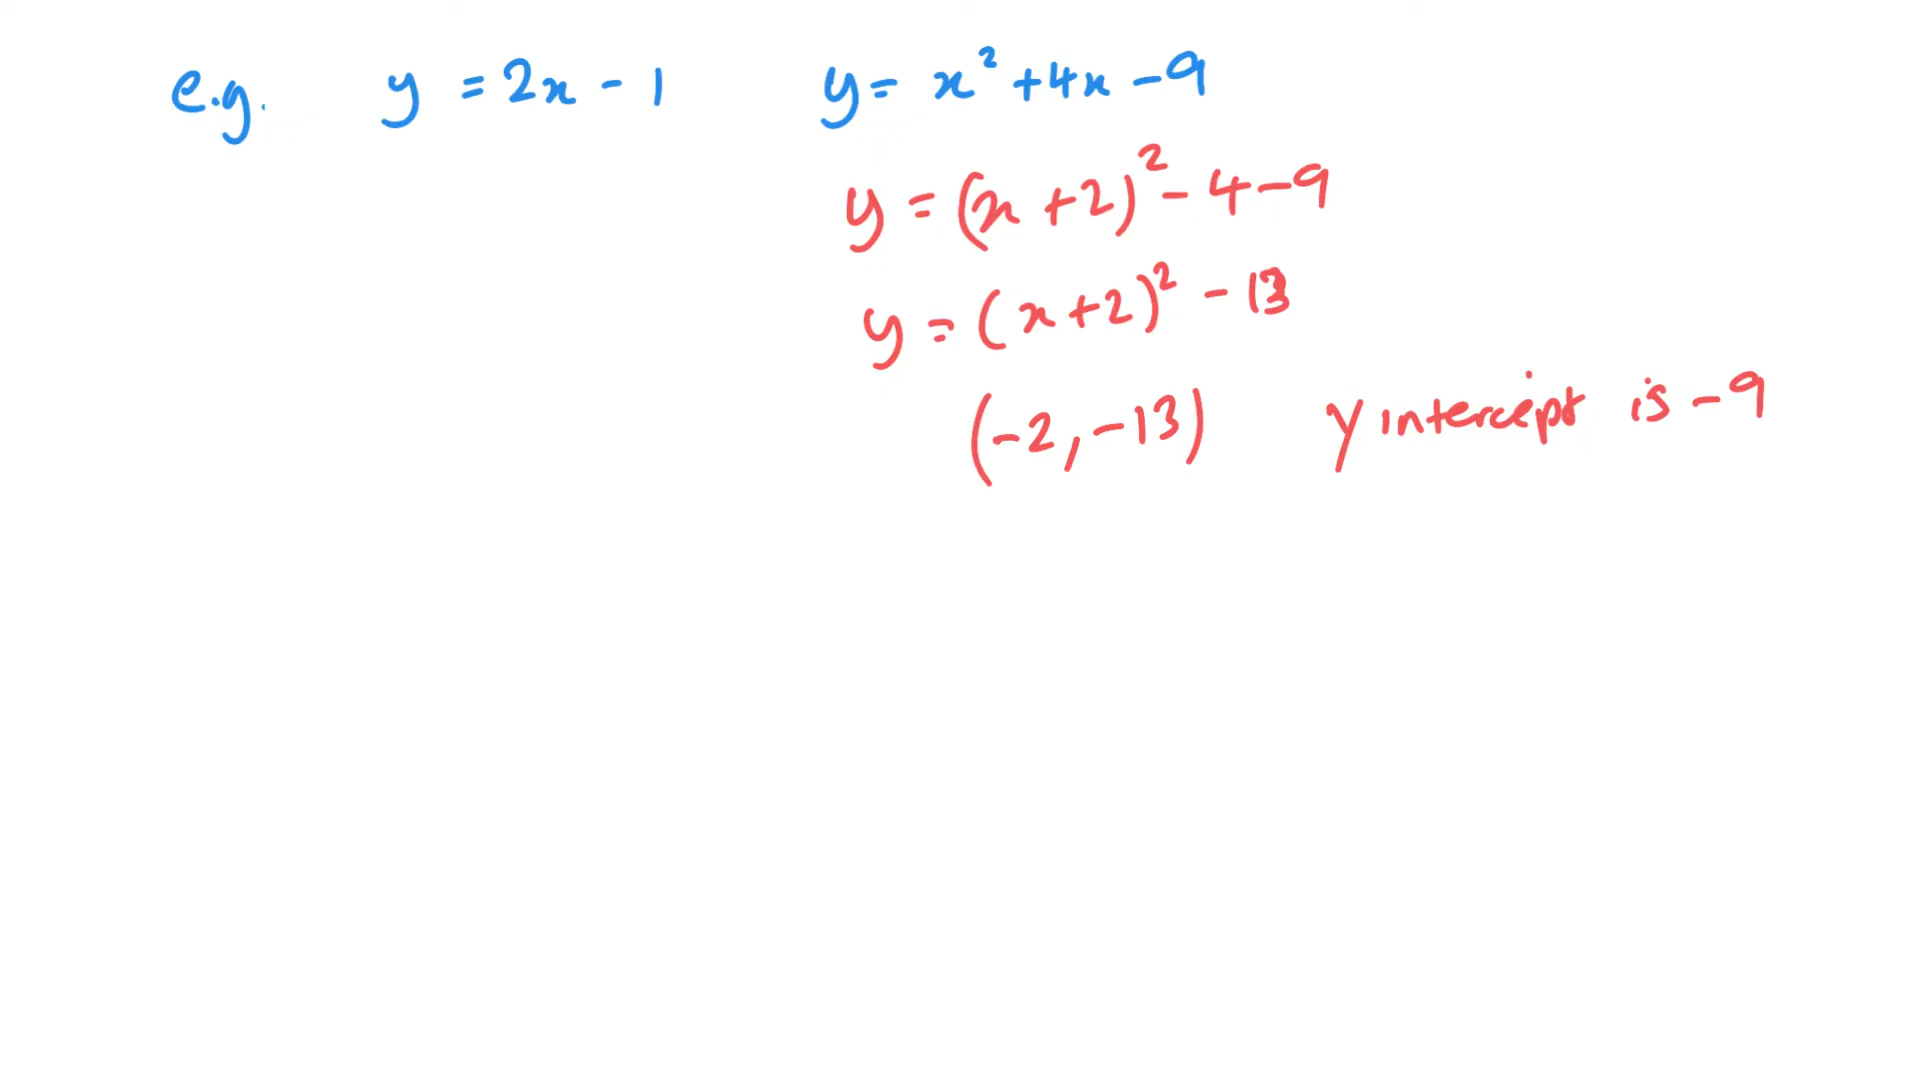 e.g. y = 2x - 1 y = x² + 4x - 9
y = (x + 2)² - 4 - 9
y = (x + 2)² - 13
(-2, -13) y intercept is -9